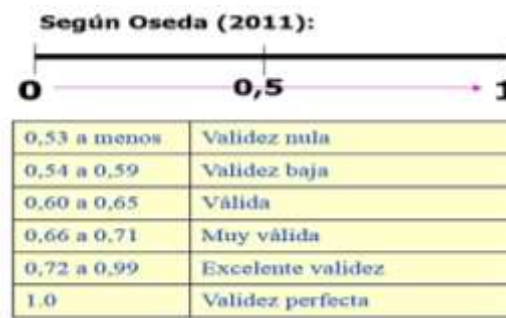 Según Oseda (2011):
0 0,5 1
0,53 a menos Validez nula
0,54 a 0,59 Validez baja
0,60 a 0,65 Válida
0,66 a 0,71 Muy válida
0,72 a 0,99 Excelente validez
1.0 Validez perfecta